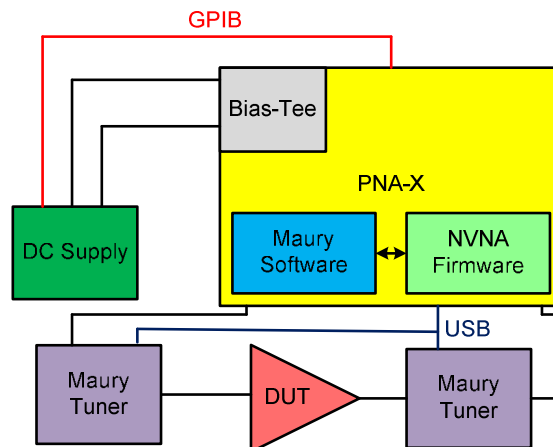 GPIB
Bias-Tee
PNA-X
DC Supply
Maury
Software
NVNA
Firmware
USB
Maury
Tuner
DUT
Maury
Tuner